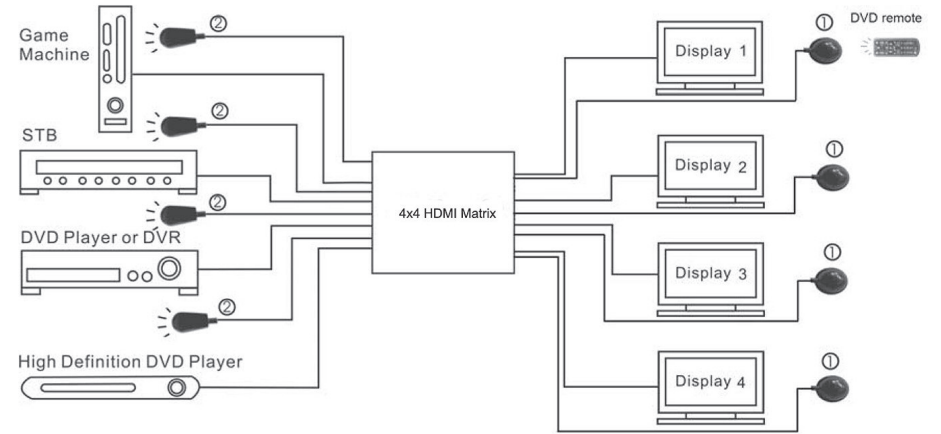 Game
Machine
②
②
STB
②
DVD Player or DVR
②
High Definition DVD Player
4x4 HDMI Matrix
Display 1
①
DVD remote
Display 2
①
Display 3
①
Display 4
①